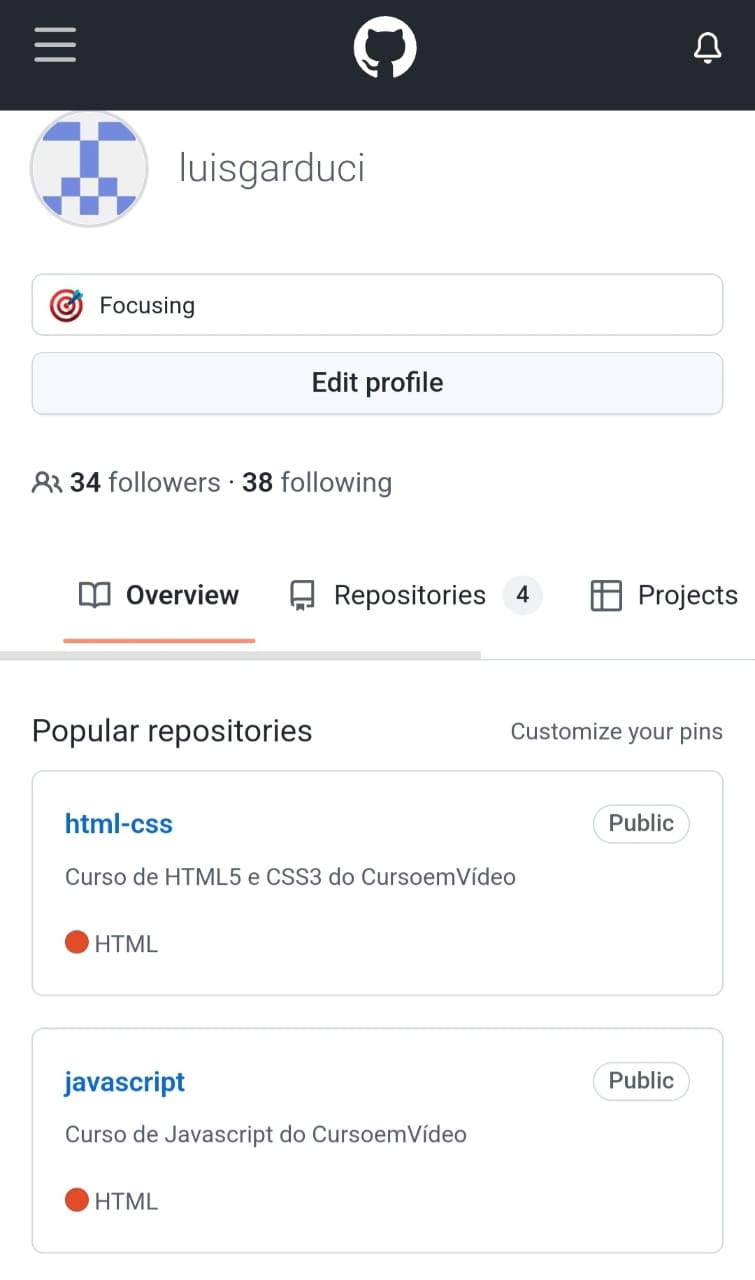 luisgarduci
Focusing
Edit profile
34 followers · 38 following
Overview Repositories 4 Projects
Popular repositories Customize your pins
html-css Public
Curso de HTML5 e CSS3 do CursoemVídeo
HTML
javascript Public
Curso de Javascript do CursoemVídeo
HTML